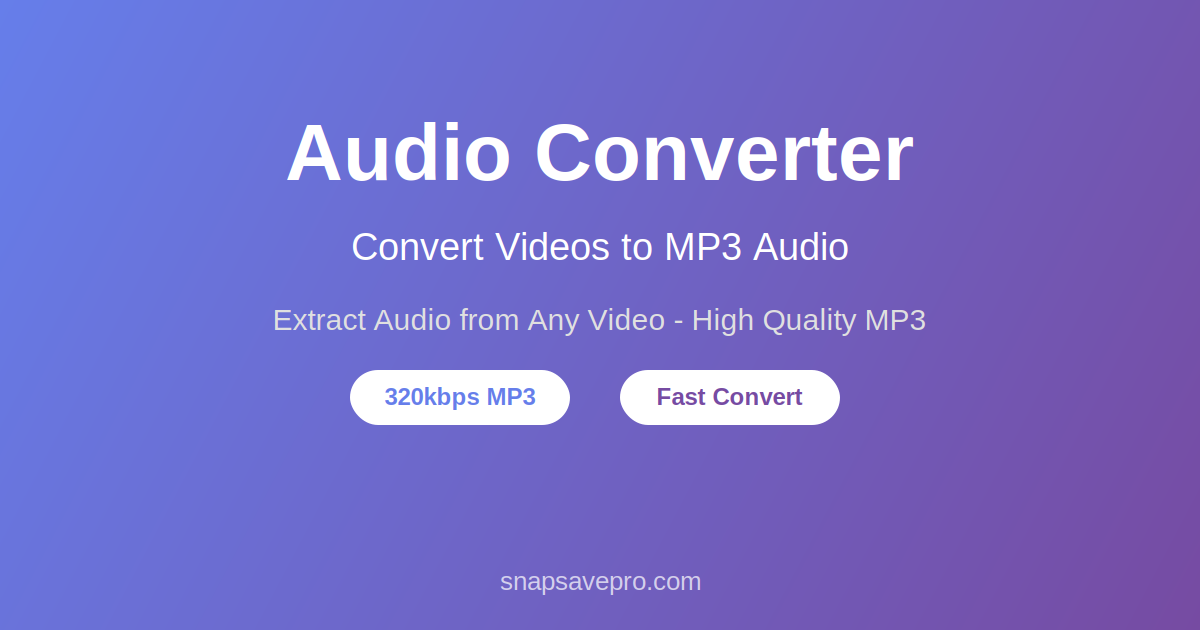 Audio Converter
Convert Videos to MP3 Audio
Extract Audio from Any Video - High Quality MP3
320kbps MP3
Fast Convert
snapsavepro.com